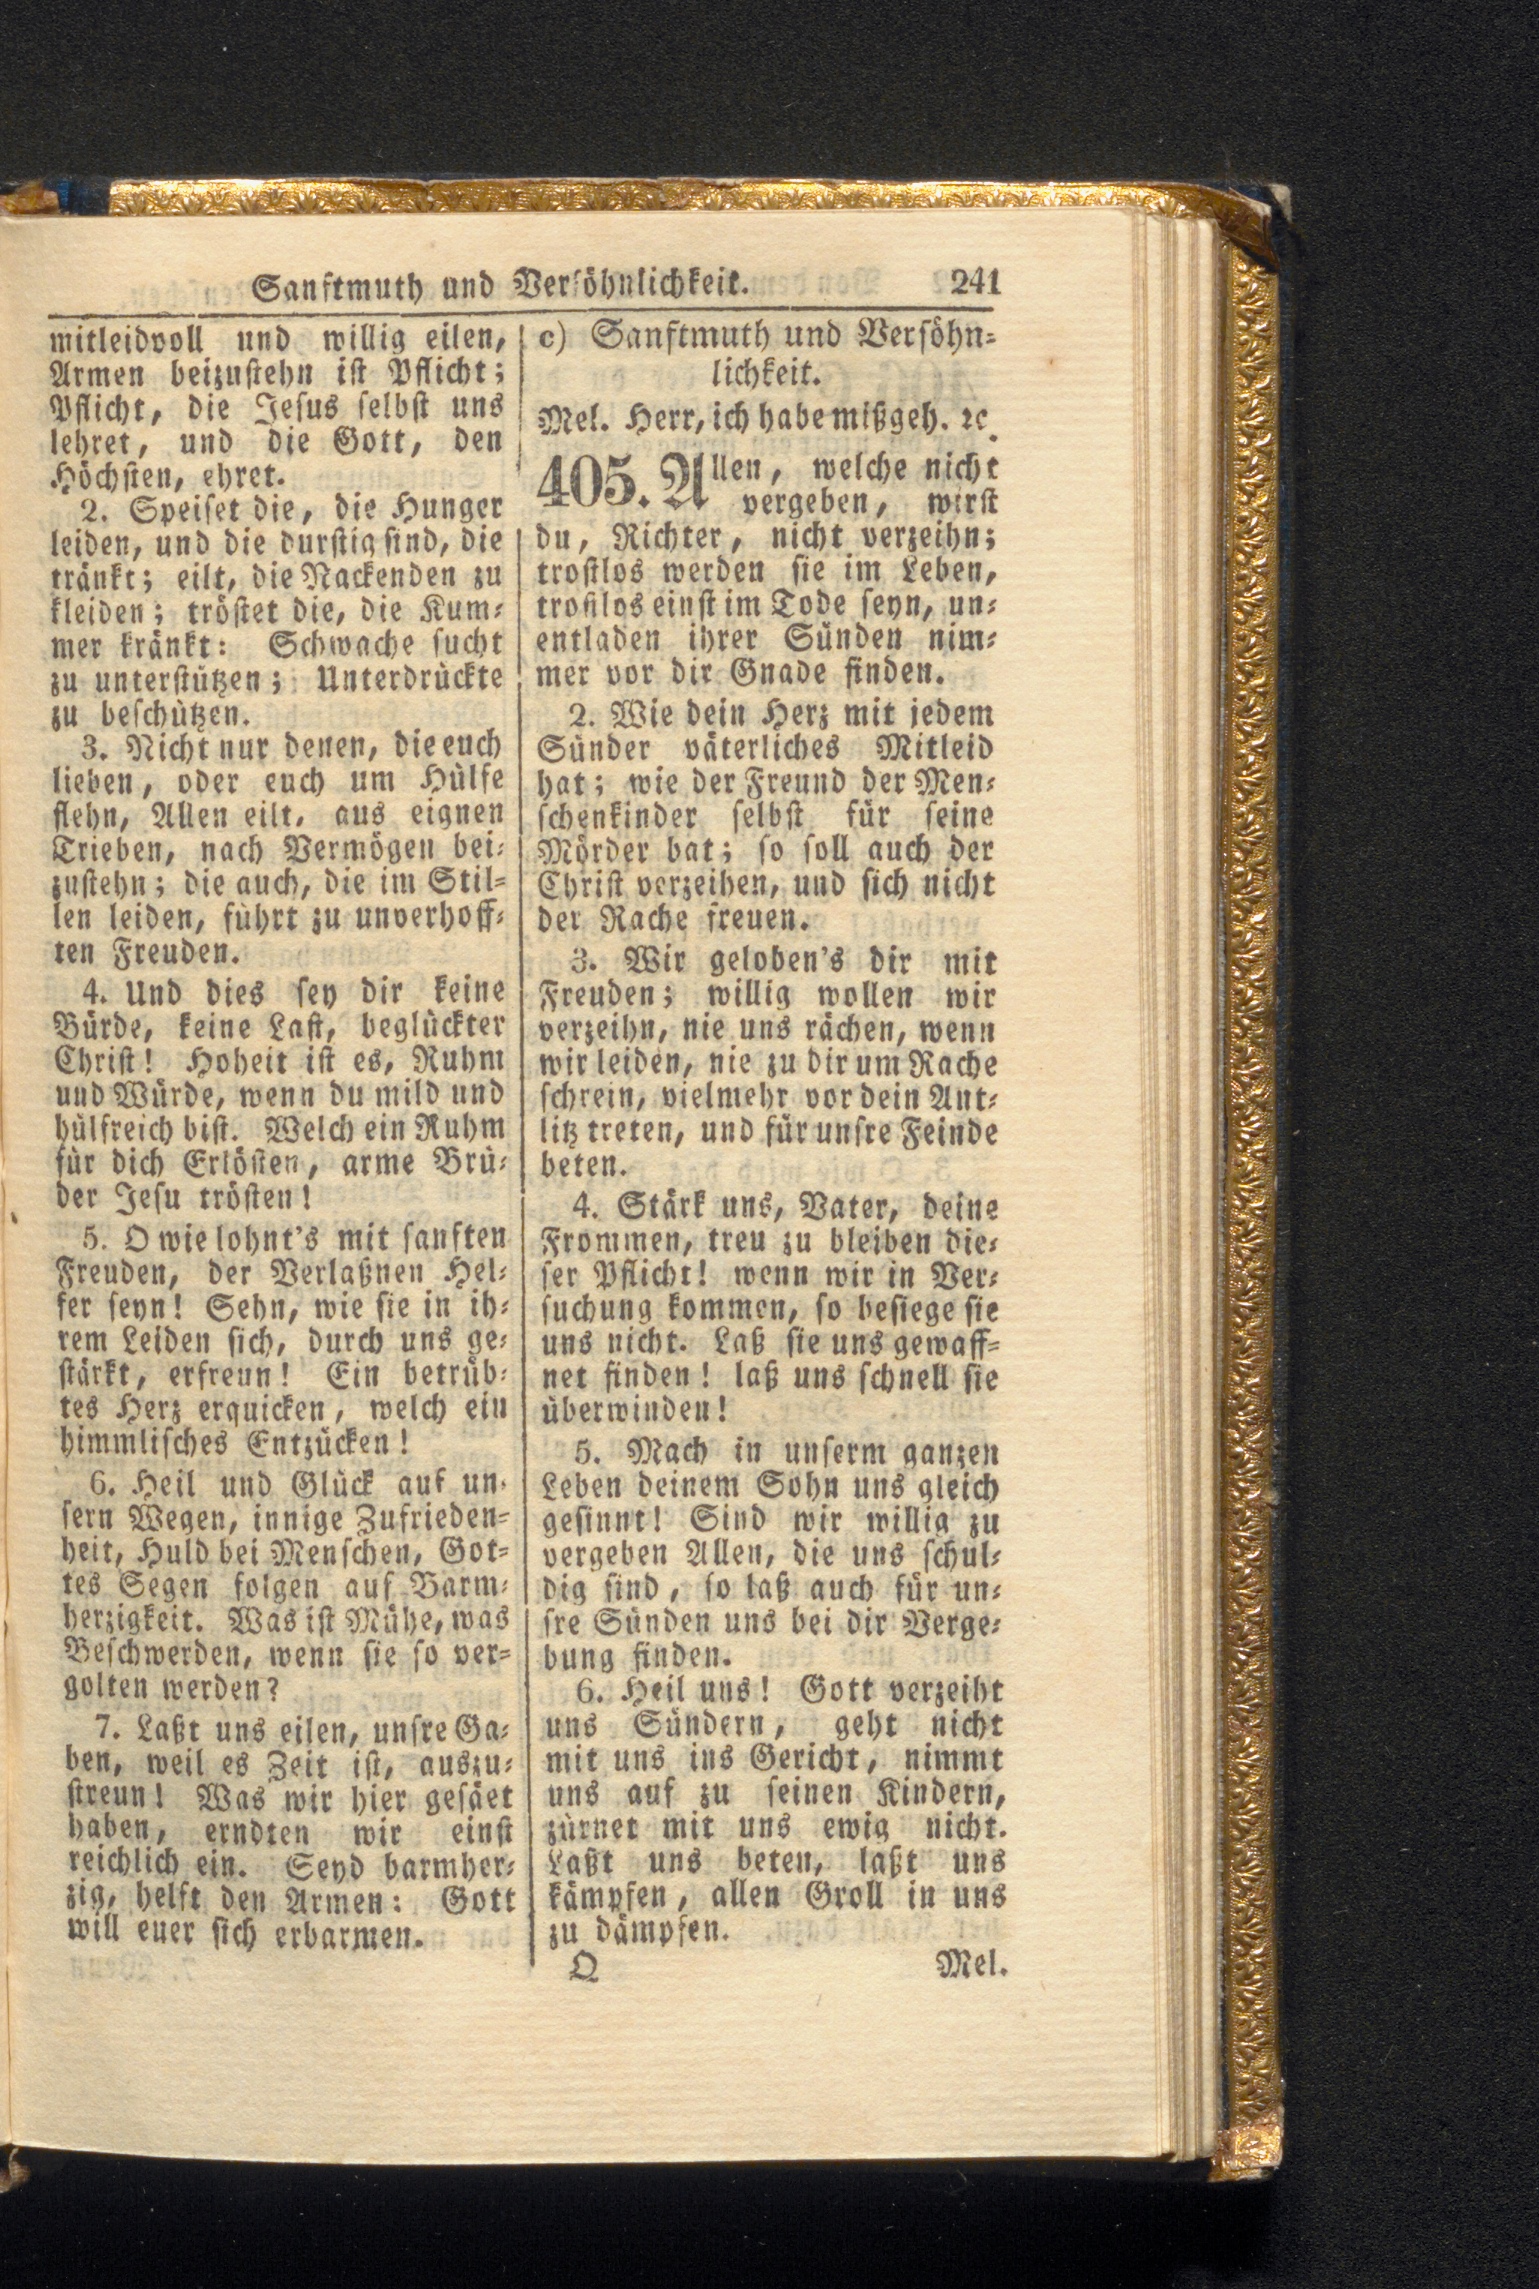 Sanftmuth und Versöhnlichkeit. 241
mitleidvoll und willig eilen,
Armen beizustehn ist Pflicht;
Pflicht, die Jesus selbst uns
lehret, und die Gott, den
Höchsten, ehret.
2. Speiset die, die Hunger
leiden, und die durstig sind, die
tränkt; eilt, die Nackenden zu
kleiden; tröstet die, die Kum-
mer kränkt: Schwache sucht
zu unterstützen; Unterdrückte
zu beschützen.
3. Nicht nur denen, die euch
lieben, oder euch um Hülfe
flehn, Allen eilt, aus eignen
Trieben, nach Vermögen bei-
zustehn; die auch, die im Stil-
len leiden, führt zu unverhoff-
ten Freuden.
4. Und dies sey dir keine
Bürde, keine Last, beglückter
Christ! Hoheit ist es, Ruhm
und Würde, wenn du mild und
hülfreich bist. Welch ein Ruhm
für dich Erlösten, arme Brü-
der Jesu trösten!
5. O wie lohnt's mit sanften
Freuden, der Verlaßnen Hel-
fer seyn! Sehn, wie sie in ih-
rem Leiden sich, durch uns ge-
stärkt, erfreun! Ein betrüb-
tes Herz erquicken, welch ein
himmlisches Entzücken!
6. Heil und Glück auf un-
sern Wegen, innige Zufrieden-
heit, Huld bei Menschen, Got-
tes Segen folgen auf Barm-
herzigkeit. Was ist Mühe, was
Beschwerden, wenn sie so ver-
golten werden?
7. Laßt uns eilen, unsre Ga-
ben, weil es Zeit ist, auszu-
streun! Was wir hier gesäet
haben, erndten wir einst
reichlich ein. Seyd barmher-
zig, helft den Armen: Gott
will euer sich erbarmen.
c) Sanftmuth und Versöhn-
lichkeit.
Mel. Herr, ich habe mißgeh. ꝛc.
405. Allen, welche nicht
vergeben, wirst
du, Richter, nicht verzeihn;
trostlos werden sie im Leben,
trostlos einst im Tode seyn, un-
entladen ihrer Sünden nim-
mer vor dir Gnade finden.
2. Wie dein Herz mit jedem
Sünder väterliches Mitleid
hat; wie der Freund der Men-
schenkinder selbst für seine
Mörder bat; so soll auch der
Christ verzeihen, und sich nicht
der Rache freuen.
3. Wir geloben's dir mit
Freuden; willig wollen wir
verzeihn, nie uns rächen, wenn
wir leiden, nie zu dir um Rache
schrein, vielmehr vor dein Ant-
litz treten, und für unsre Feinde
beten.
4. Stärk uns, Vater, deine
Frommen, treu zu bleiben die-
ser Pflicht! wenn wir in Ver-
suchung kommen, so besiege sie
uns nicht. Laß sie uns gewaff-
net finden! laß uns schnell sie
überwinden!
5. Mach in unserm ganzen
Leben deinem Sohn uns gleich
gesinnt! Sind wir willig zu
vergeben Allen, die uns schul-
dig sind, so laß auch für un-
sre Sünden uns bei dir Verge-
bung finden.
6. Heil uns! Gott verzeiht
uns Sündern, geht nicht
mit uns ins Gericht, nimmt
uns auf zu seinen Kindern,
zürnet mit uns ewig nicht.
Laßt uns beten, laßt uns
kämpfen, allen Groll in uns
zu dämpfen.
Q Mel.